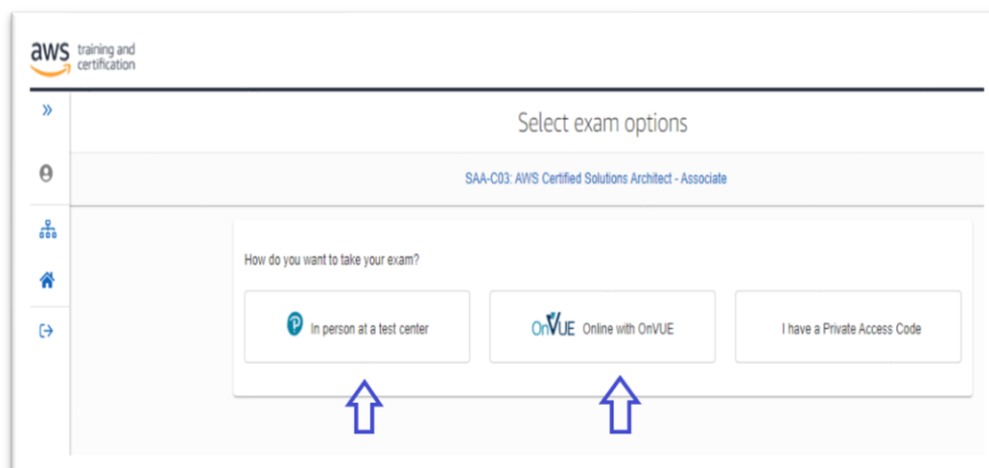 aws training and
certification
Select exam options
SAA-C03: AWS Certified Solutions Architect - Associate
How do you want to take your exam?
In person at a test center
OnVUE Online with OnVUE
I have a Private Access Code